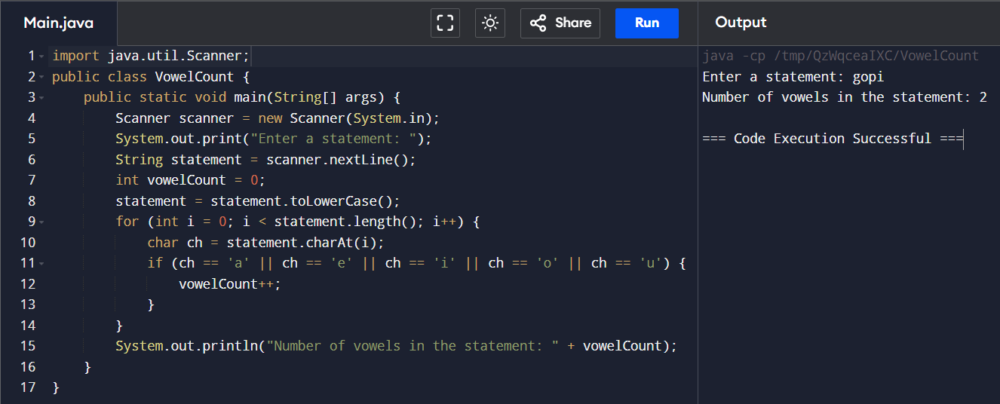 Main.java
Share
Run
Output
1 import java.util.Scanner;
2 public class VowelCount {
3     public static void main(String[] args) {
4         Scanner scanner = new Scanner(System.in);
5         System.out.print("Enter a statement: ");
6         String statement = scanner.nextLine();
7         int vowelCount = 0;
8         statement = statement.toLowerCase();
9         for (int i = 0; i < statement.length(); i++) {
10             char ch = statement.charAt(i);
11             if (ch == 'a' || ch == 'e' || ch == 'i' || ch == 'o' || ch == 'u') {
12                 vowelCount++;
13             }
14         }
15         System.out.println("Number of vowels in the statement: " + vowelCount);
16     }
17 }
java -cp /tmp/QzWqceaIXC/VowelCount
Enter a statement: gopi
Number of vowels in the statement: 2
=== Code Execution Successful ===